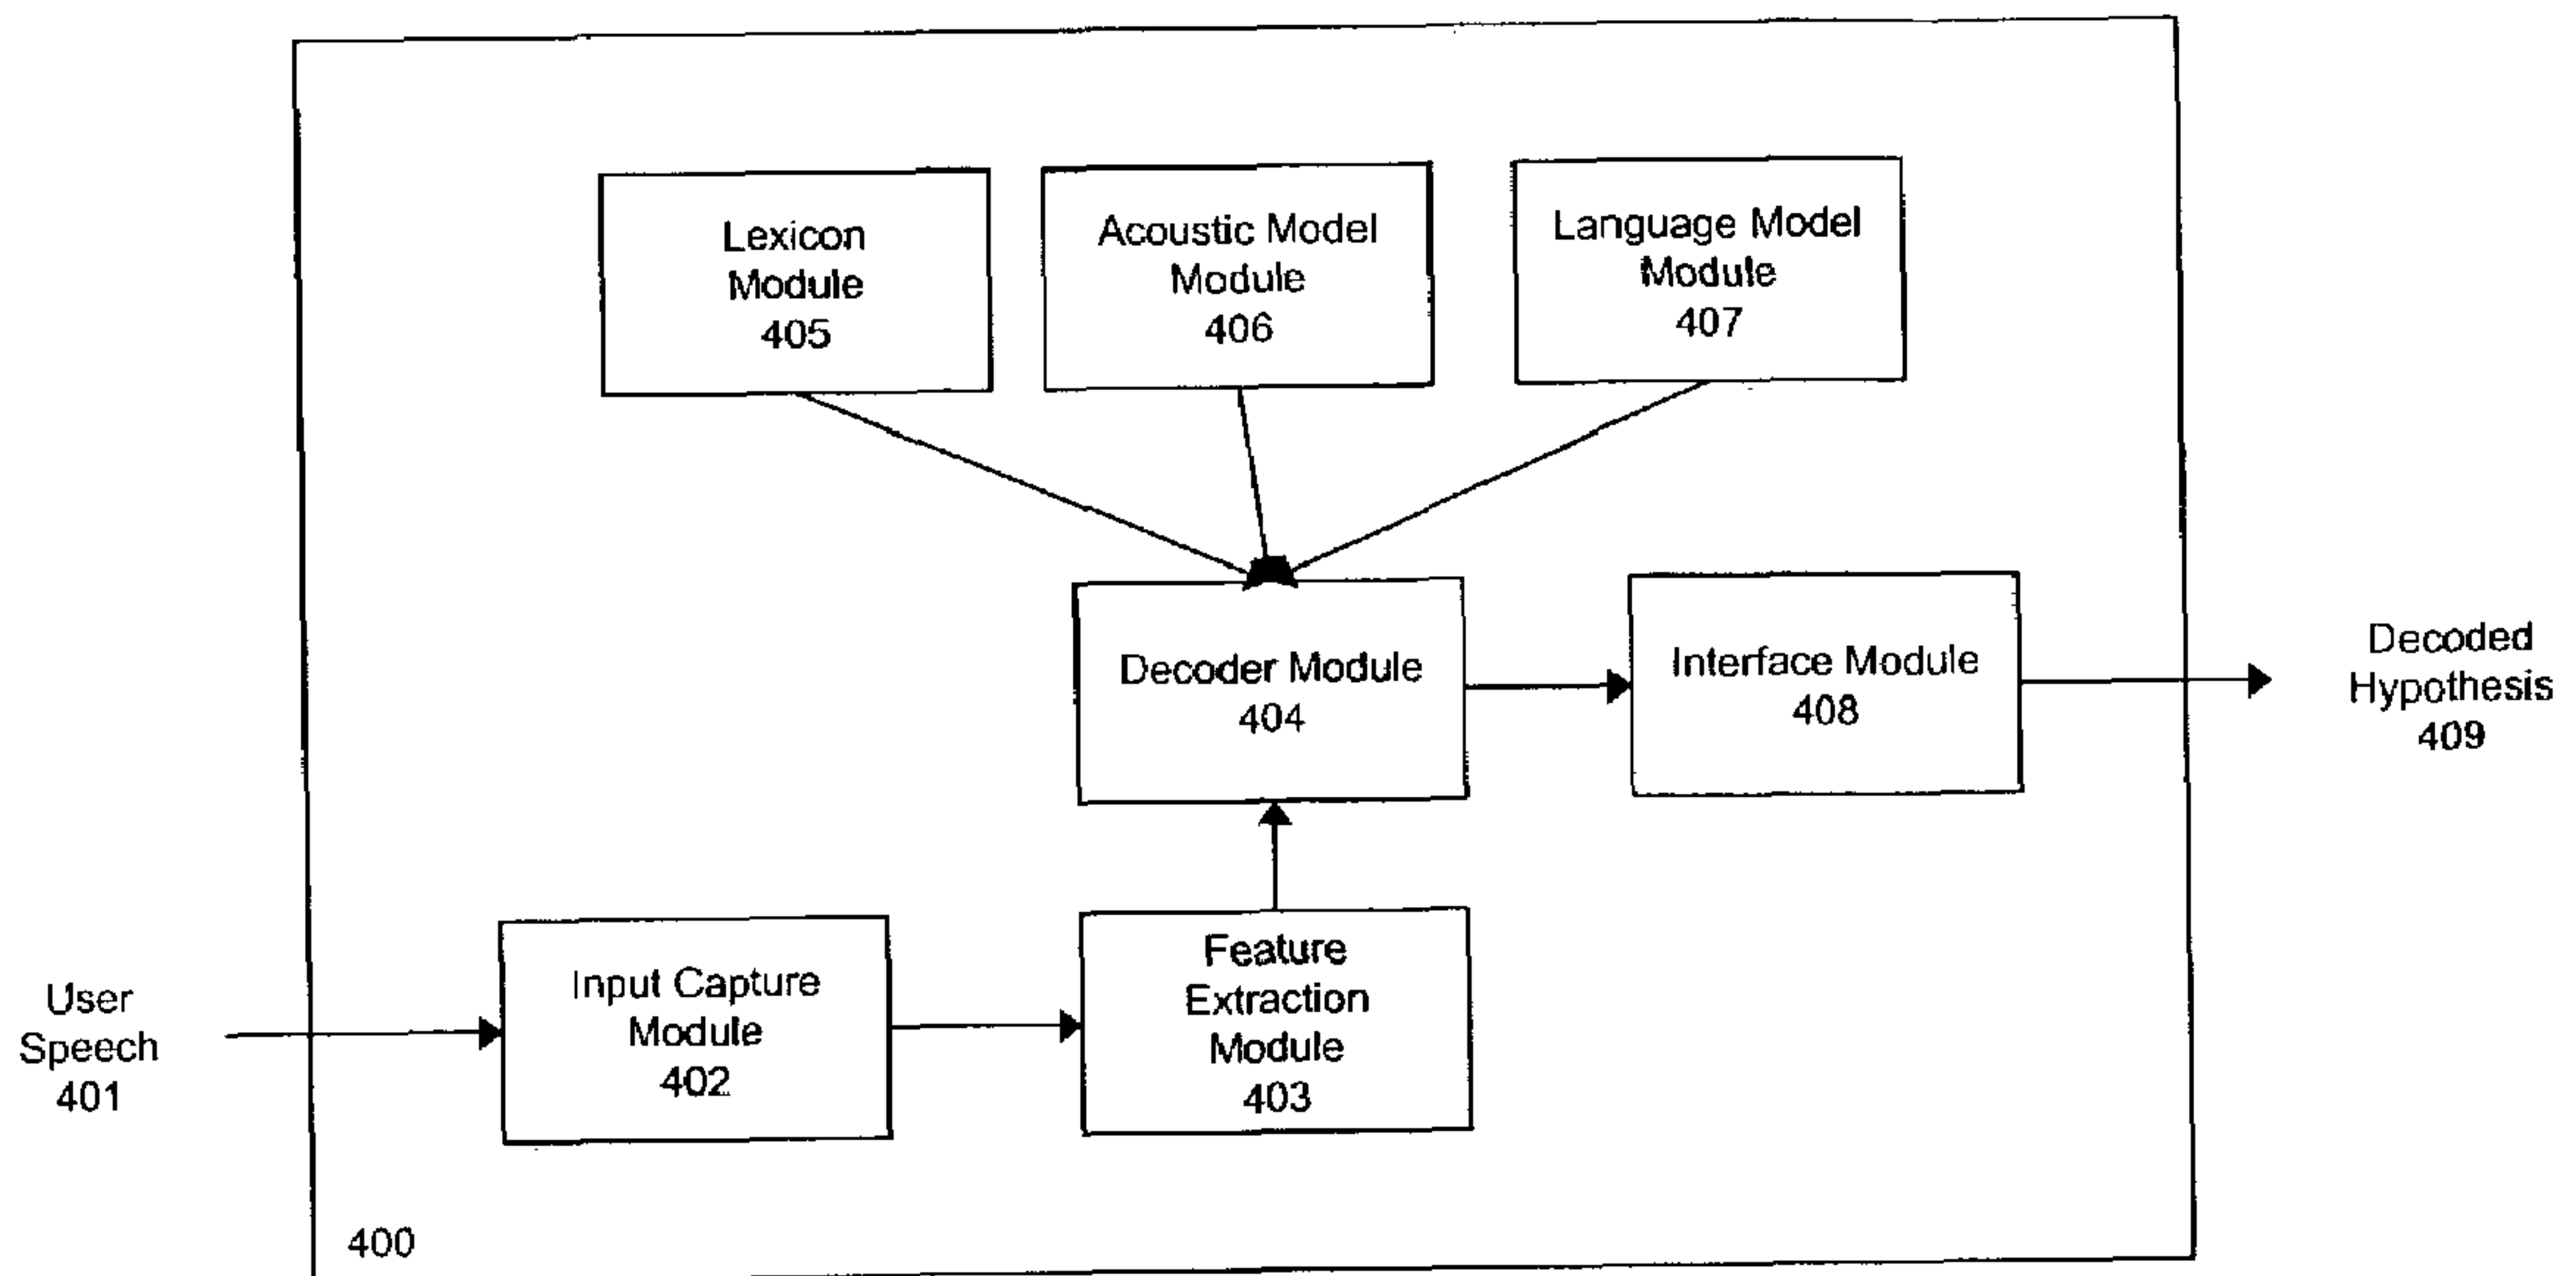 Lexicon
Module
405
Acoustic Model
Module
406
Language Model
Module
407
Decoder Module
404
Interface Module
408
Decoded
Hypothesis
409
User
Speech
401
Input Capture
Module
402
Feature
Extraction
Module
403
400